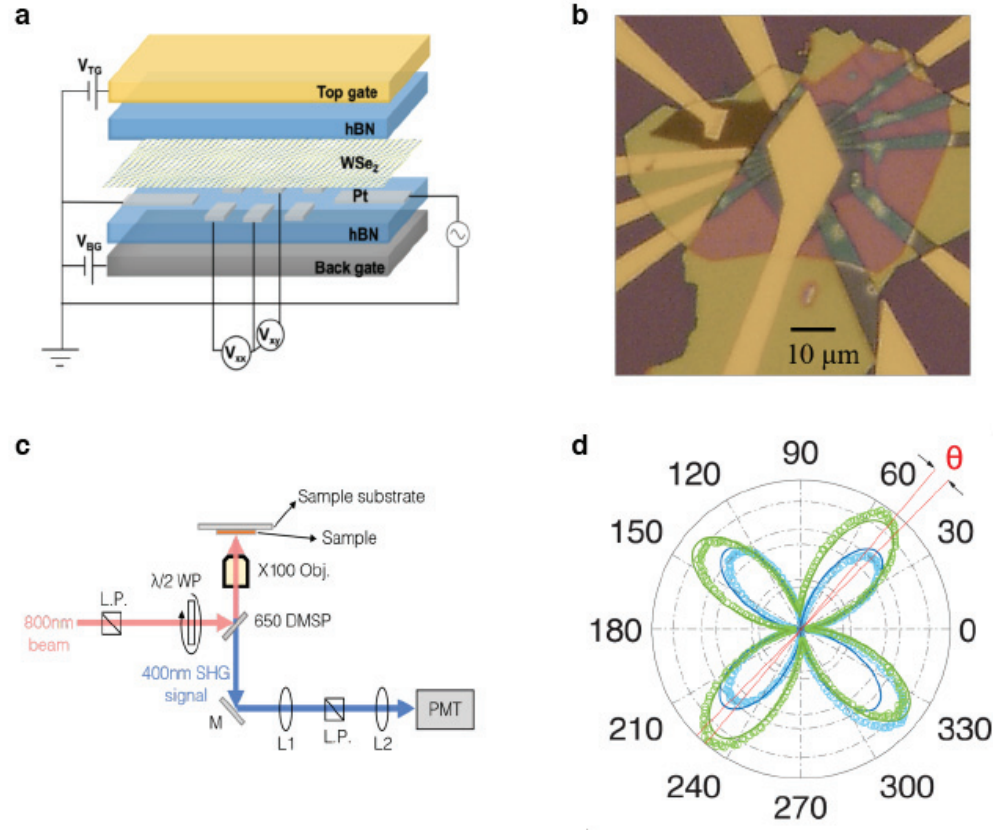 a
V_TG
Top gate
hBN
WSe₂
Pt
hBN
V_BG
Back gate
V_xx
V_xy
b
10 μm
c
Sample substrate
Sample
X100 Obj.
λ/2 WP
L.P.
800nm
beam
650 DMSP
400nm SHG
signal
M
L1
L.P.
L2
PMT
d
90
120
60
θ
150
30
180
0
210
330
240
300
270